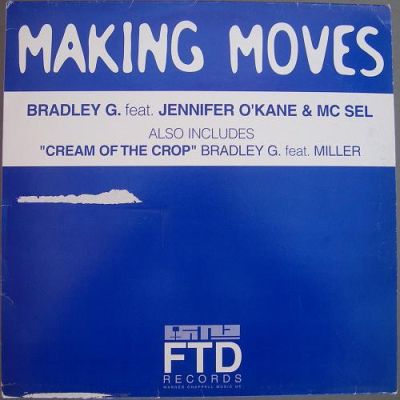 MAKING MOVES
BRADLEY G. feat. JENNIFER O'KANE & MC SEL
ALSO INCLUDES
"CREAM OF THE CROP" BRADLEY G. feat. MILLER
FTD
RECORDS
WARNER CHAPPELL MUSIC UK